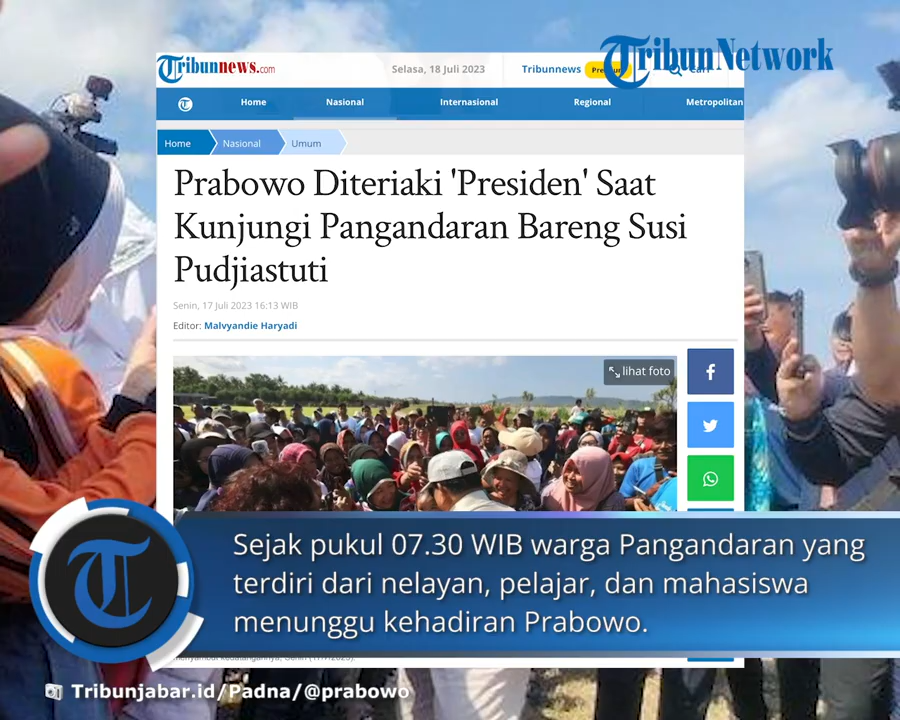 TribunNetwork
Tribunnews.com
Selasa, 18 Juli 2023
Tribunnews
Home
Nasional
Internasional
Regional
Metropolitan
Home
Nasional
Umum
Prabowo Diteriaki 'Presiden' Saat
Kunjungi Pangandaran Bareng Susi
Pudjiastuti
Senin, 17 Juli 2023 16:13 WIB
Editor: Malvyandie Haryadi
lihat foto
Sejak pukul 07.30 WIB warga Pangandaran yang
terdiri dari nelayan, pelajar, dan mahasiswa
menunggu kehadiran Prabowo.
Tribunjabar.id/Padna/@prabowo